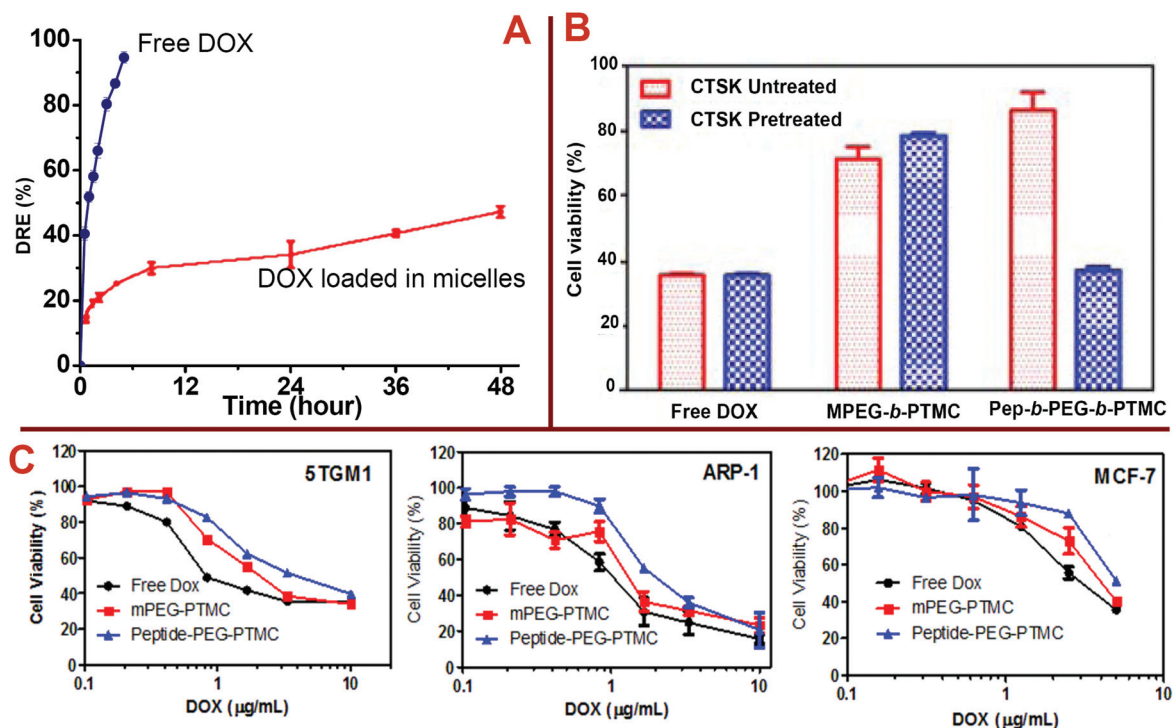 A
100
80
60
40
20
0
DRE (%)
Free DOX
DOX loaded in micelles
0 12 24 36 48
Time (hour)
B
100
80
60
40
20
0
Cell viability (%)
CTSK Untreated
CTSK Pretreated
Free DOX MPEG-b-PTMC Pep-b-PEG-b-PTMC
C
120
100
80
60
40
20
0
Cell Viability (%)
5TGM1
Free Dox
mPEG-PTMC
Peptide-PEG-PTMC
0.1 1 10
DOX (µg/mL)
120
100
80
60
40
20
0
Cell Viability (%)
ARP-1
Free Dox
mPEG-PTMC
Peptide-PEG-PTMC
0.1 1 10
DOX (µg/mL)
120
100
80
60
40
20
0
Cell Viability (%)
MCF-7
Free Dox
mPEG-PTMC
Peptide-PEG-PTMC
0.1 1 10
DOX (µg/mL)